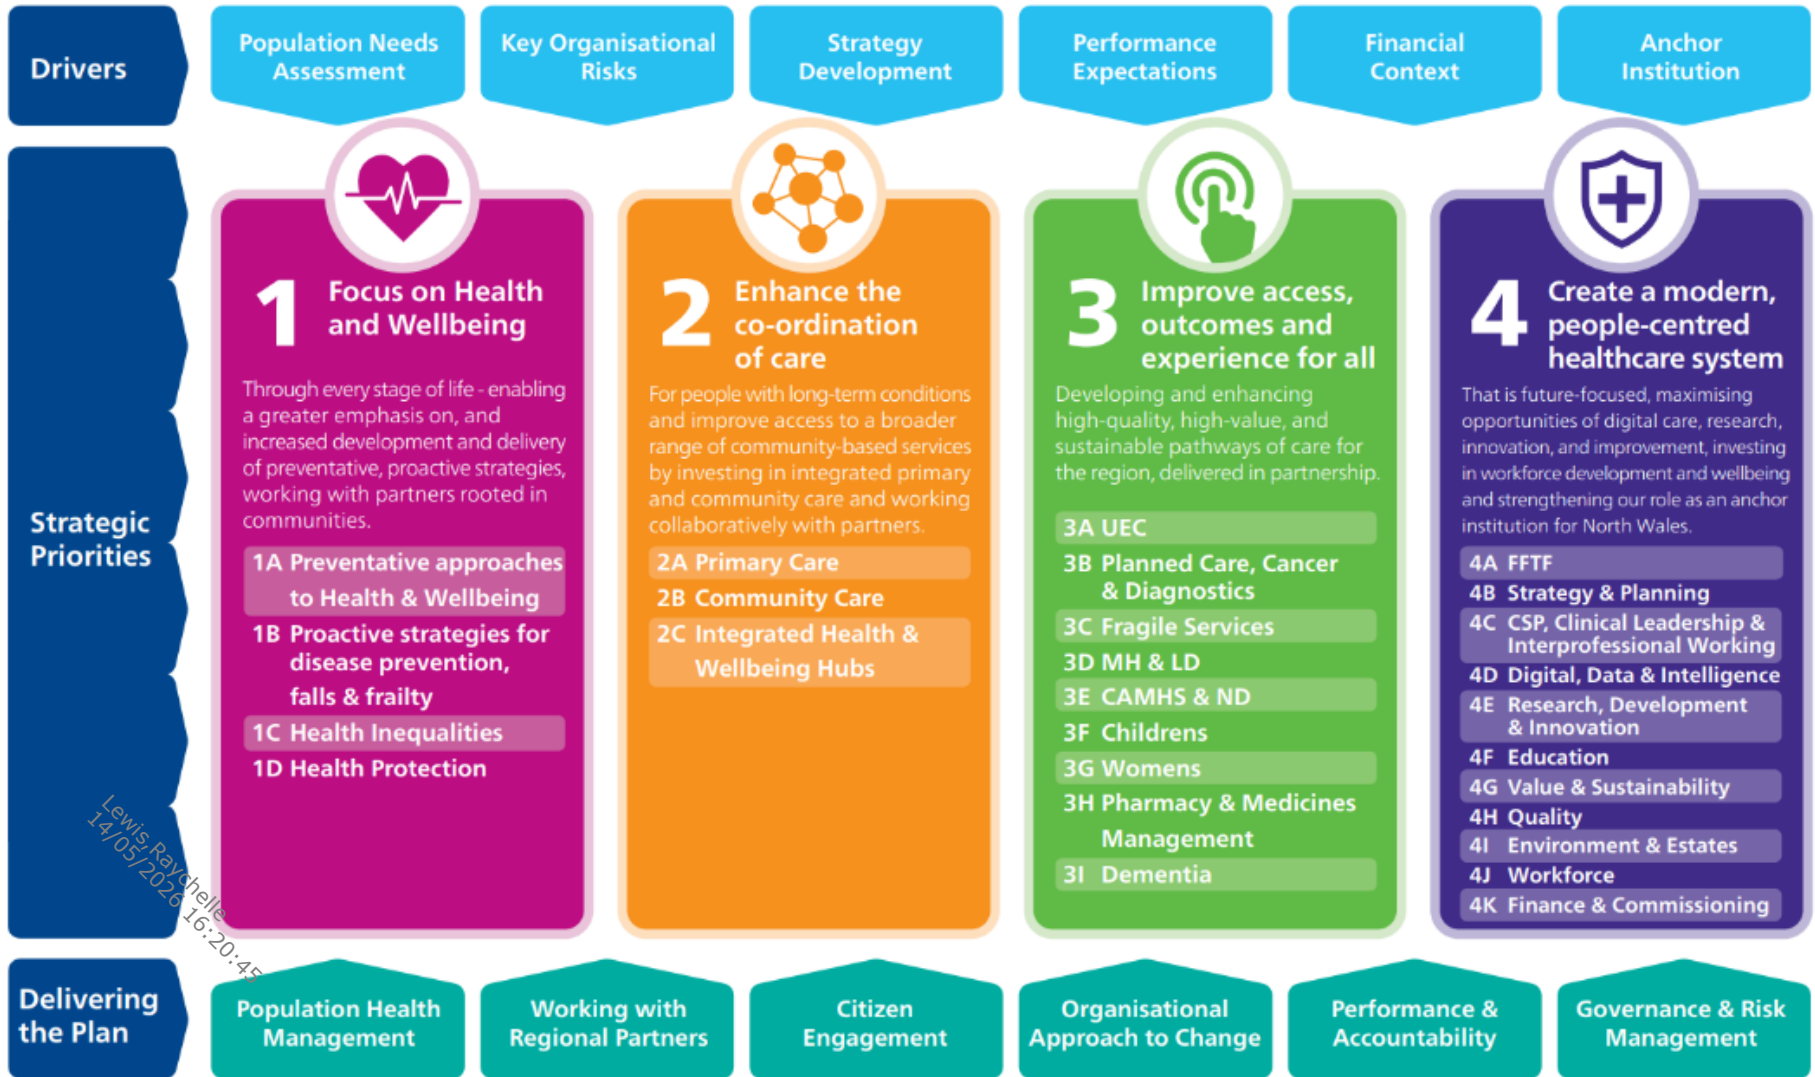 Drivers
Population Needs
Assessment
Key Organisational
Risks
Strategy
Development
Performance
Expectations
Financial
Context
Anchor
Institution
Strategic
Priorities
1
Focus on Health
and Wellbeing
Through every stage of life - enabling
a greater emphasis on, and
increased development and delivery
of preventative, proactive strategies,
working with partners rooted in
communities.
1A Preventative approaches
to Health & Wellbeing
1B Proactive strategies for
disease prevention,
falls & frailty
1C Health Inequalities
1D Health Protection
2
Enhance the
co-ordination
of care
For people with long-term conditions
and improve access to a broader
range of community-based services
by investing in integrated primary
and community care and working
collaboratively with partners.
2A Primary Care
2B Community Care
2C Integrated Health &
Wellbeing Hubs
3
Improve access,
outcomes and
experience for all
Developing and enhancing
high-quality, high-value, and
sustainable pathways of care for
the region, delivered in partnership.
3A UEC
3B Planned Care, Cancer
& Diagnostics
3C Fragile Services
3D MH & LD
3E CAMHS & ND
3F Childrens
3G Womens
3H Pharmacy & Medicines
Management
3I Dementia
4
Create a modern,
people-centred
healthcare system
That is future-focused, maximising
opportunities of digital care, research,
innovation, and improvement, investing
in workforce development and wellbeing
and strengthening our role as an anchor
institution for North Wales.
4A FFTF
4B Strategy & Planning
4C CSP, Clinical Leadership &
Interprofessional Working
4D Digital, Data & Intelligence
4E Research, Development
& Innovation
4F Education
4G Value & Sustainability
4H Quality
4I Environment & Estates
4J Workforce
4K Finance & Commissioning
Lewis,Raychelle
14/05/2026 16:20:45
Delivering
the Plan
Population Health
Management
Working with
Regional Partners
Citizen
Engagement
Organisational
Approach to Change
Performance &
Accountability
Governance & Risk
Management